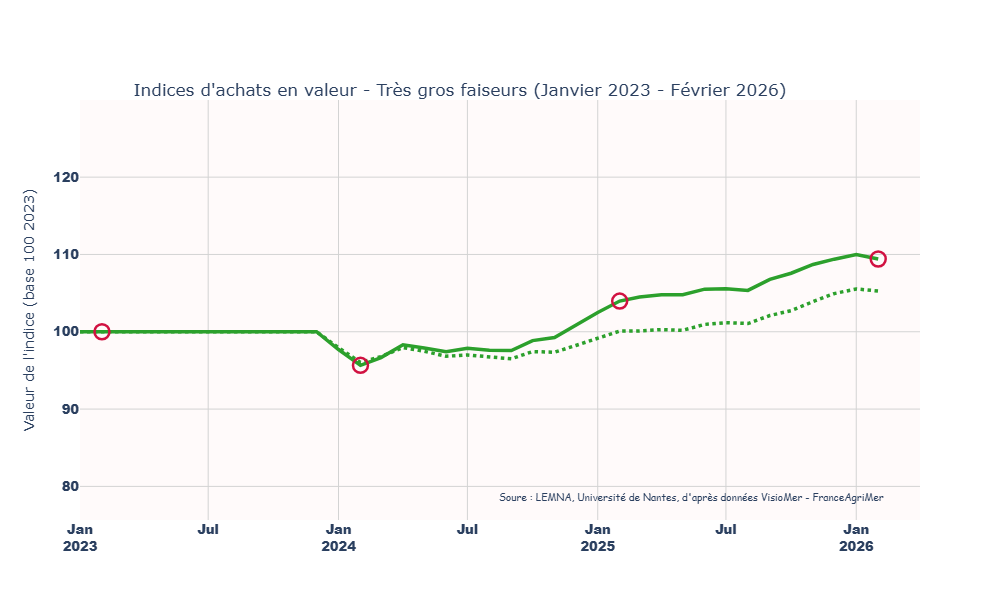 Indices d'achats en valeur - Très gros faiseurs (Janvier 2023 - Février 2026)
Valeur de l'indice (base 100 2023)
120
110
100
90
80
Soure : LEMNA, Université de Nantes, d'après données VisioMer - FranceAgriMer
Jan Jul Jan Jul Jan Jul Jan
2023 2024 2025 2026